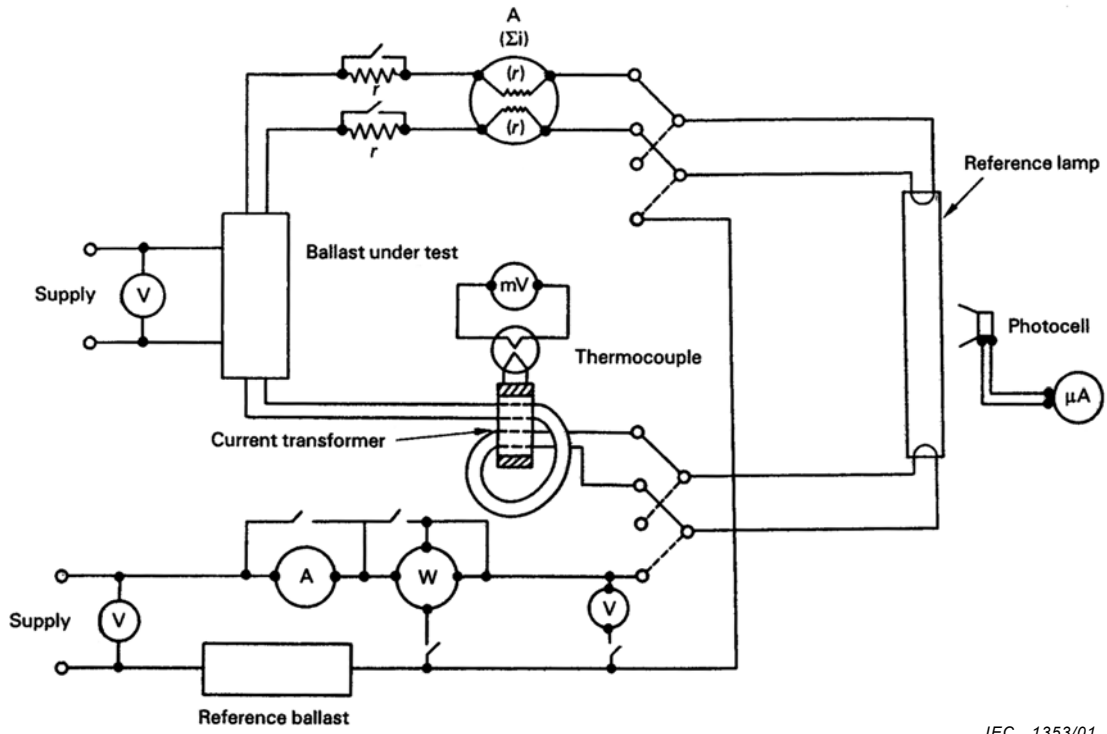 A
(Σi)
(r)
r
(r)
r
Reference lamp
Ballast under test
Supply
V
mV
Thermocouple
Photocell
µA
Current transformer
A
W
V
Supply
V
Reference ballast
IEC 1353/01